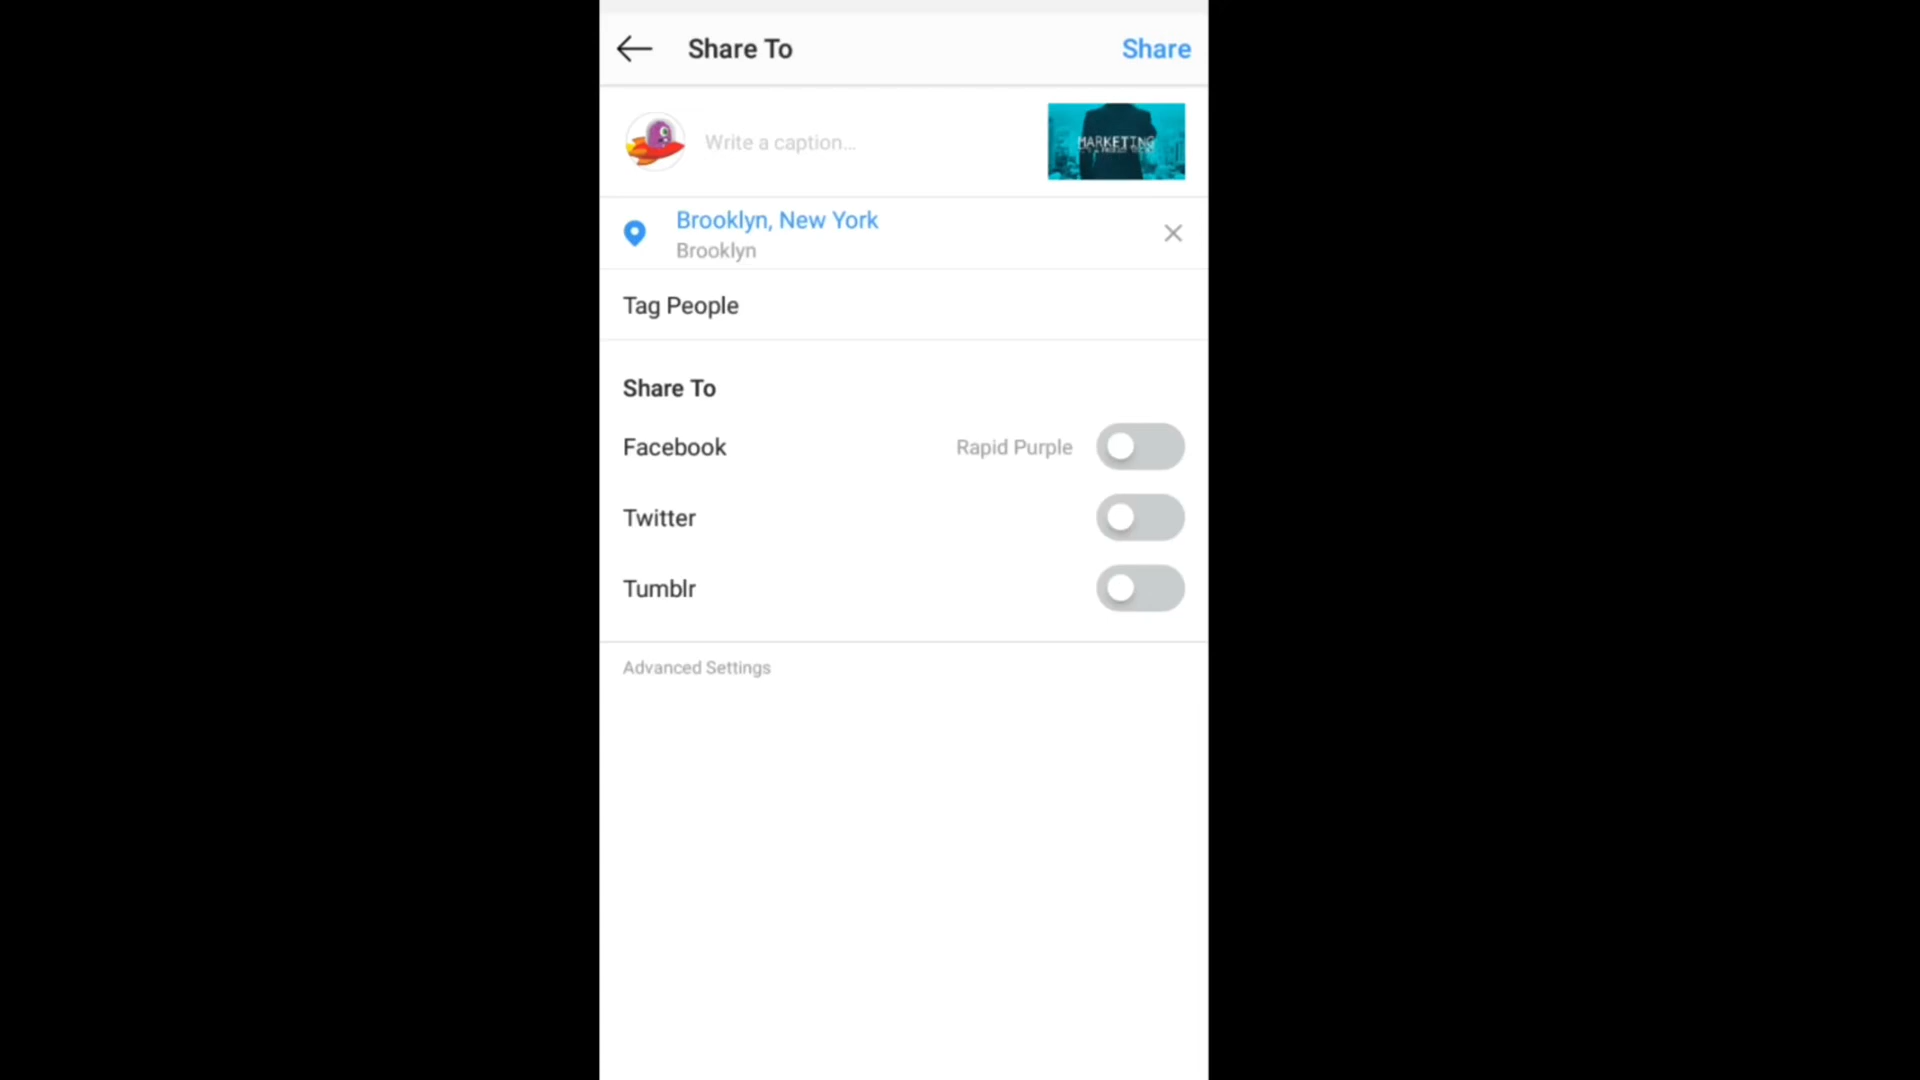 Share To
Share
Write a caption...
MARKETING
Brooklyn, New York
Brooklyn
Tag People
Share To
Facebook
Rapid Purple
Twitter
Tumblr
Advanced Settings